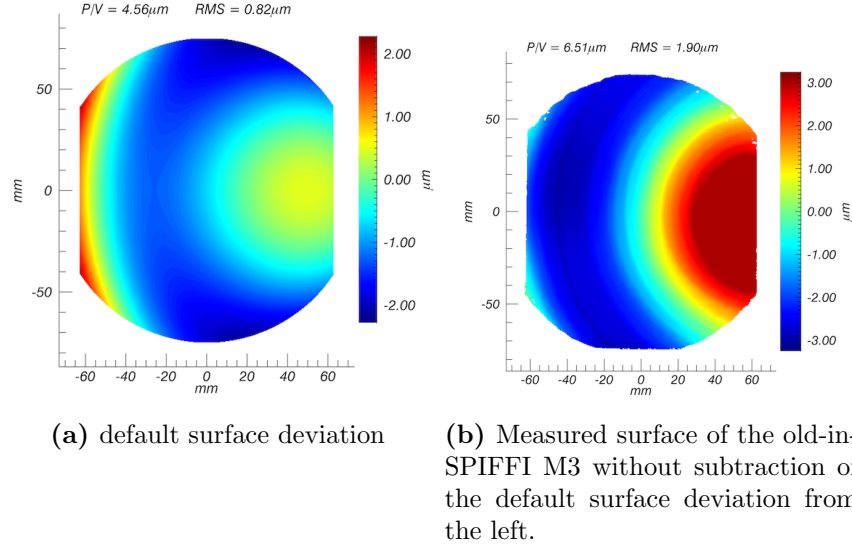 P/V = 4.56μm RMS = 0.82μm
50
0
-50
mm
-60 -40 -20 0 20 40 60
mm
2.00
1.00
0.00
-1.00
-2.00
μm
P/V = 6.51μm RMS = 1.90μm
50
0
-50
mm
-60 -40 -20 0 20 40 60
mm
3.00
2.00
1.00
0.00
-1.00
-2.00
-3.00
μm
(a) default surface deviation
(b) Measured surface of the old-in-
SPIFFI M3 without subtraction
the default surface deviation from
the left.